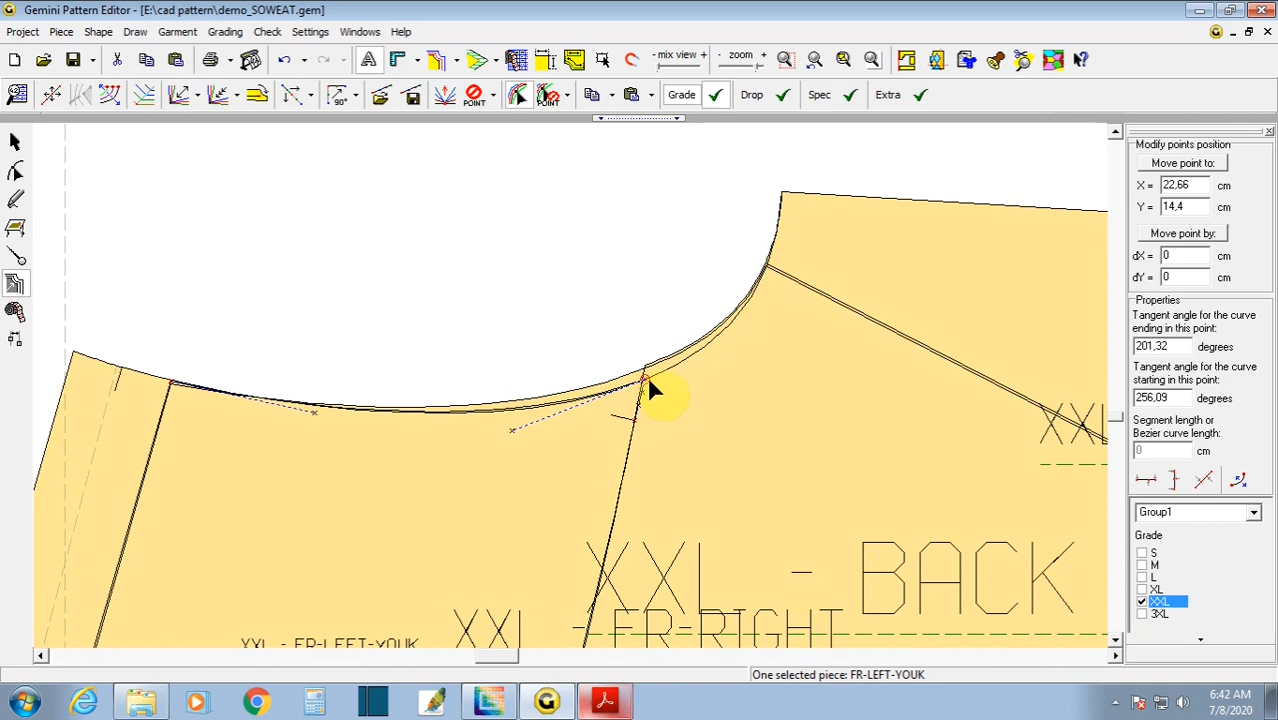 Gemini Pattern Editor - [E:\cad pattern\demo_SOWEAT.gem]
Project Piece Shape Draw Garment Grading Check Settings Windows Help
A mix view + zoom
90° POINT POINT Grade Drop Spec Extra
Modify points position
Move point to:
X = 22,66 cm
Y = 14,4 cm
Move point by:
dX = 0 cm
dY = 0 cm
Properties
Tangent angle for the curve
ending in this point:
201,32 degrees
Tangent angle for the curve
starting in this point:
256,09 degrees
Segment length or
Bezier curve length:
0 cm
Group1
Grade
S
M
L
XL
XXL
3XL
XXL
XXL - BACK
XXL - FR-RIGHT
XXL - FR-LEFT-YOUK
One selected piece: FR-LEFT-YOUK
6:42 AM
7/8/2020